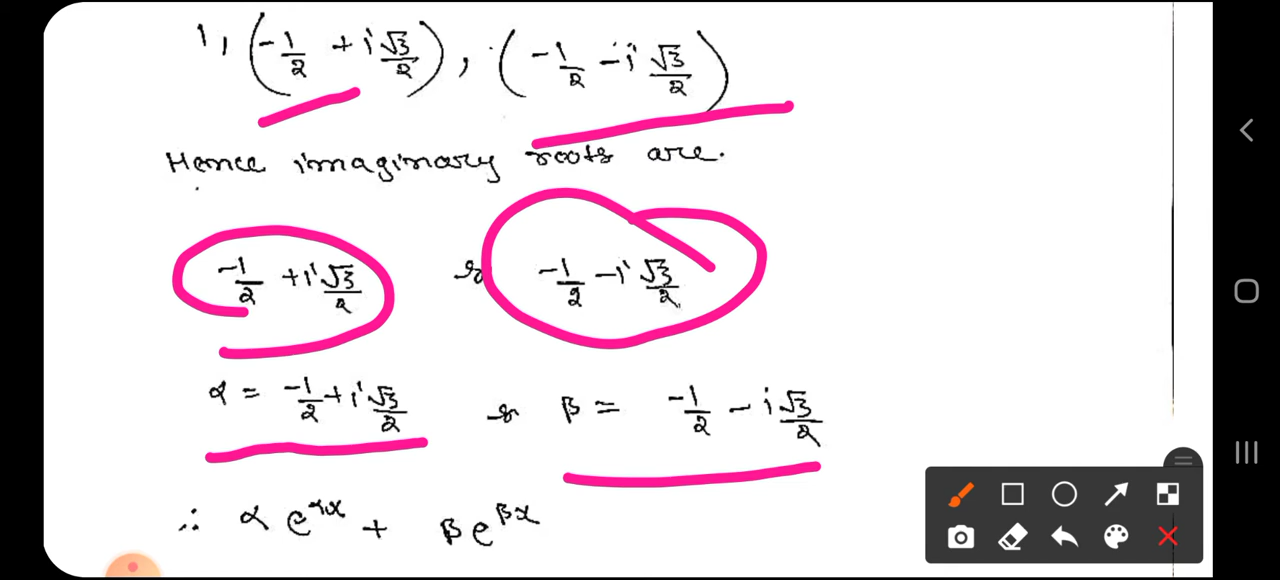 1, (-1/2 + i √3/2), (-1/2 - i √3/2)
Hence imaginary roots are.
-1/2 + i √3/2 & -1/2 - i √3/2
α = -1/2 + i √3/2 & β = -1/2 - i √3/2
∴ α e^αx + β e^βx